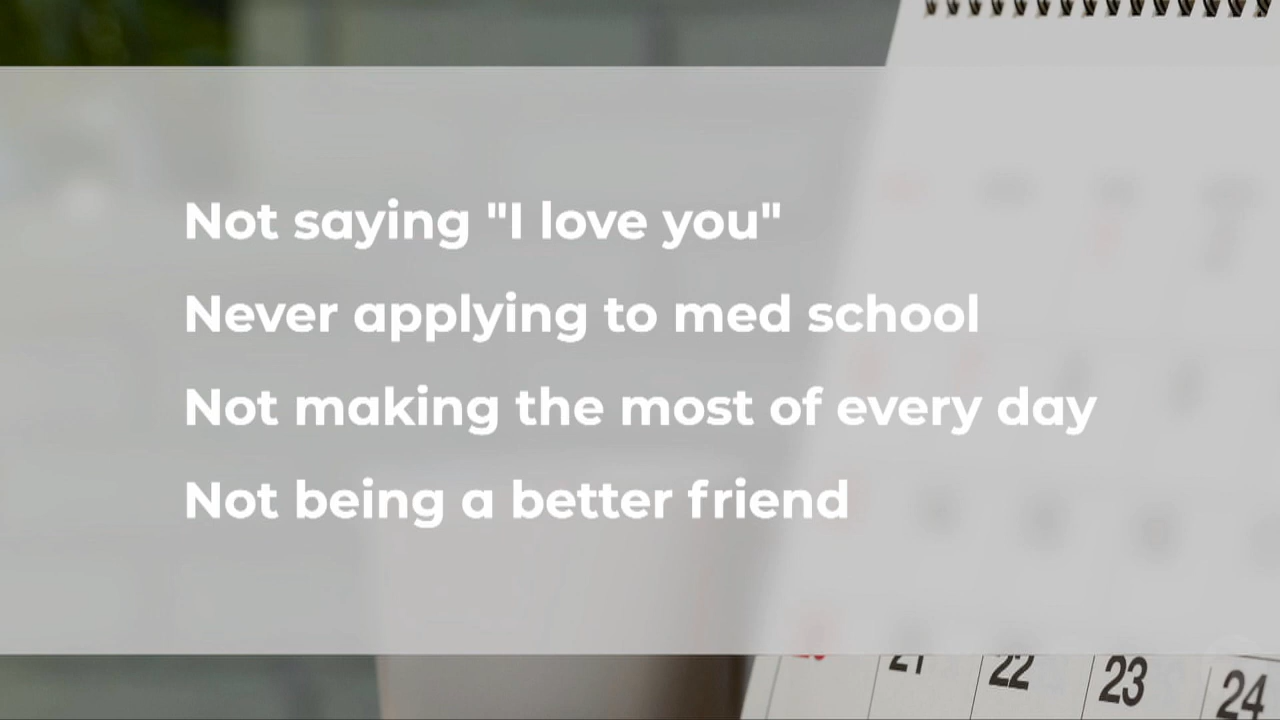 Not saying "I love you"
Never applying to med school
Not making the most of every day
Not being a better friend
21 22 23 24